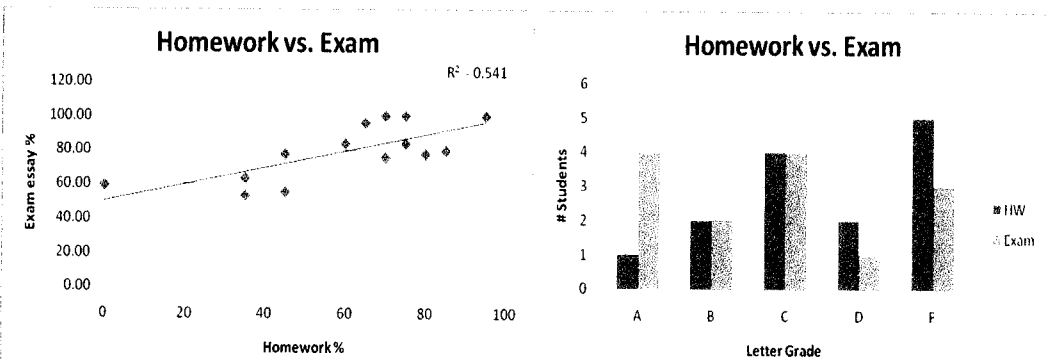 Homework vs. Exam
R² - 0.541
120.00
100.00
80.00
60.00
40.00
20.00
0.00
Exam essay %
0 20 40 60 80 100
Homework %
Homework vs. Exam
6
5
4
3
2
1
0
# Students
A B C D F
Letter Grade
HW
Exam